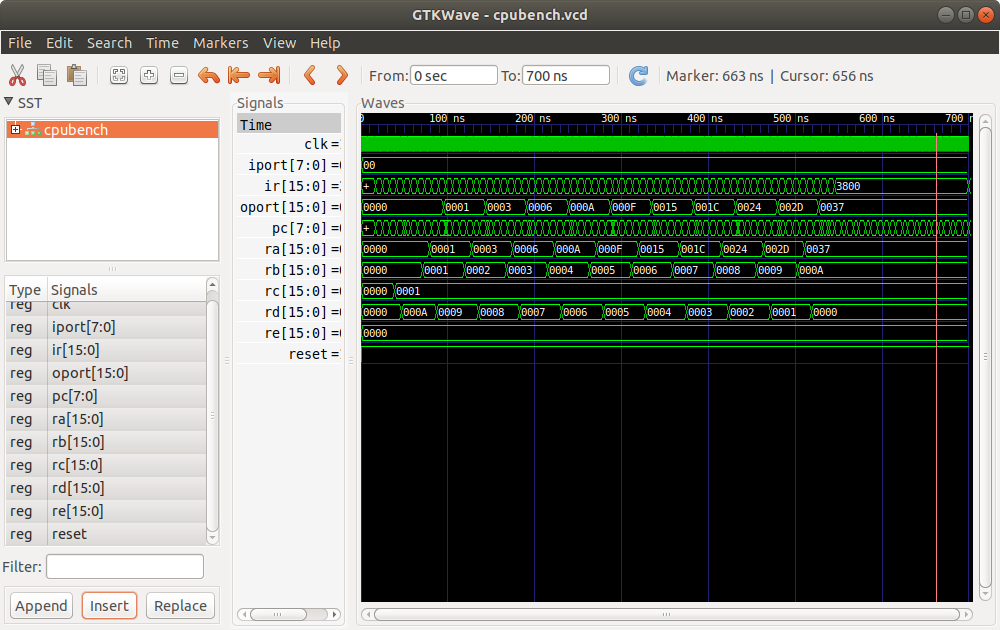 GTKWave - cpubench.vcd
File Edit Search Time Markers View Help
From: 0 sec To: 700 ns Marker: 663 ns | Cursor: 656 ns
SST
cpubench
Type Signals
reg clk
reg iport[7:0]
reg ir[15:0]
reg oport[15:0]
reg pc[7:0]
reg ra[15:0]
reg rb[15:0]
reg rc[15:0]
reg rd[15:0]
reg re[15:0]
reg reset
Filter:
Append Insert Replace
Signals
Time
clk =
iport[7:0] =
ir[15:0] =
oport[15:0] =
pc[7:0] =
ra[15:0] =
rb[15:0] =
rc[15:0] =
rd[15:0] =
re[15:0] =
reset =
Waves
0 100 ns 200 ns 300 ns 400 ns 500 ns 600 ns 700 n
00
+ 3800
0000 0001 0003 0006 000A 000F 0015 001C 0024 002D 0037
+
0000 0001 0003 0006 000A 000F 0015 001C 0024 002D 0037
0000 0001 0002 0003 0004 0005 0006 0007 0008 0009 000A
0000 0001
0000 000A 0009 0008 0007 0006 0005 0004 0003 0002 0001 0000
0000